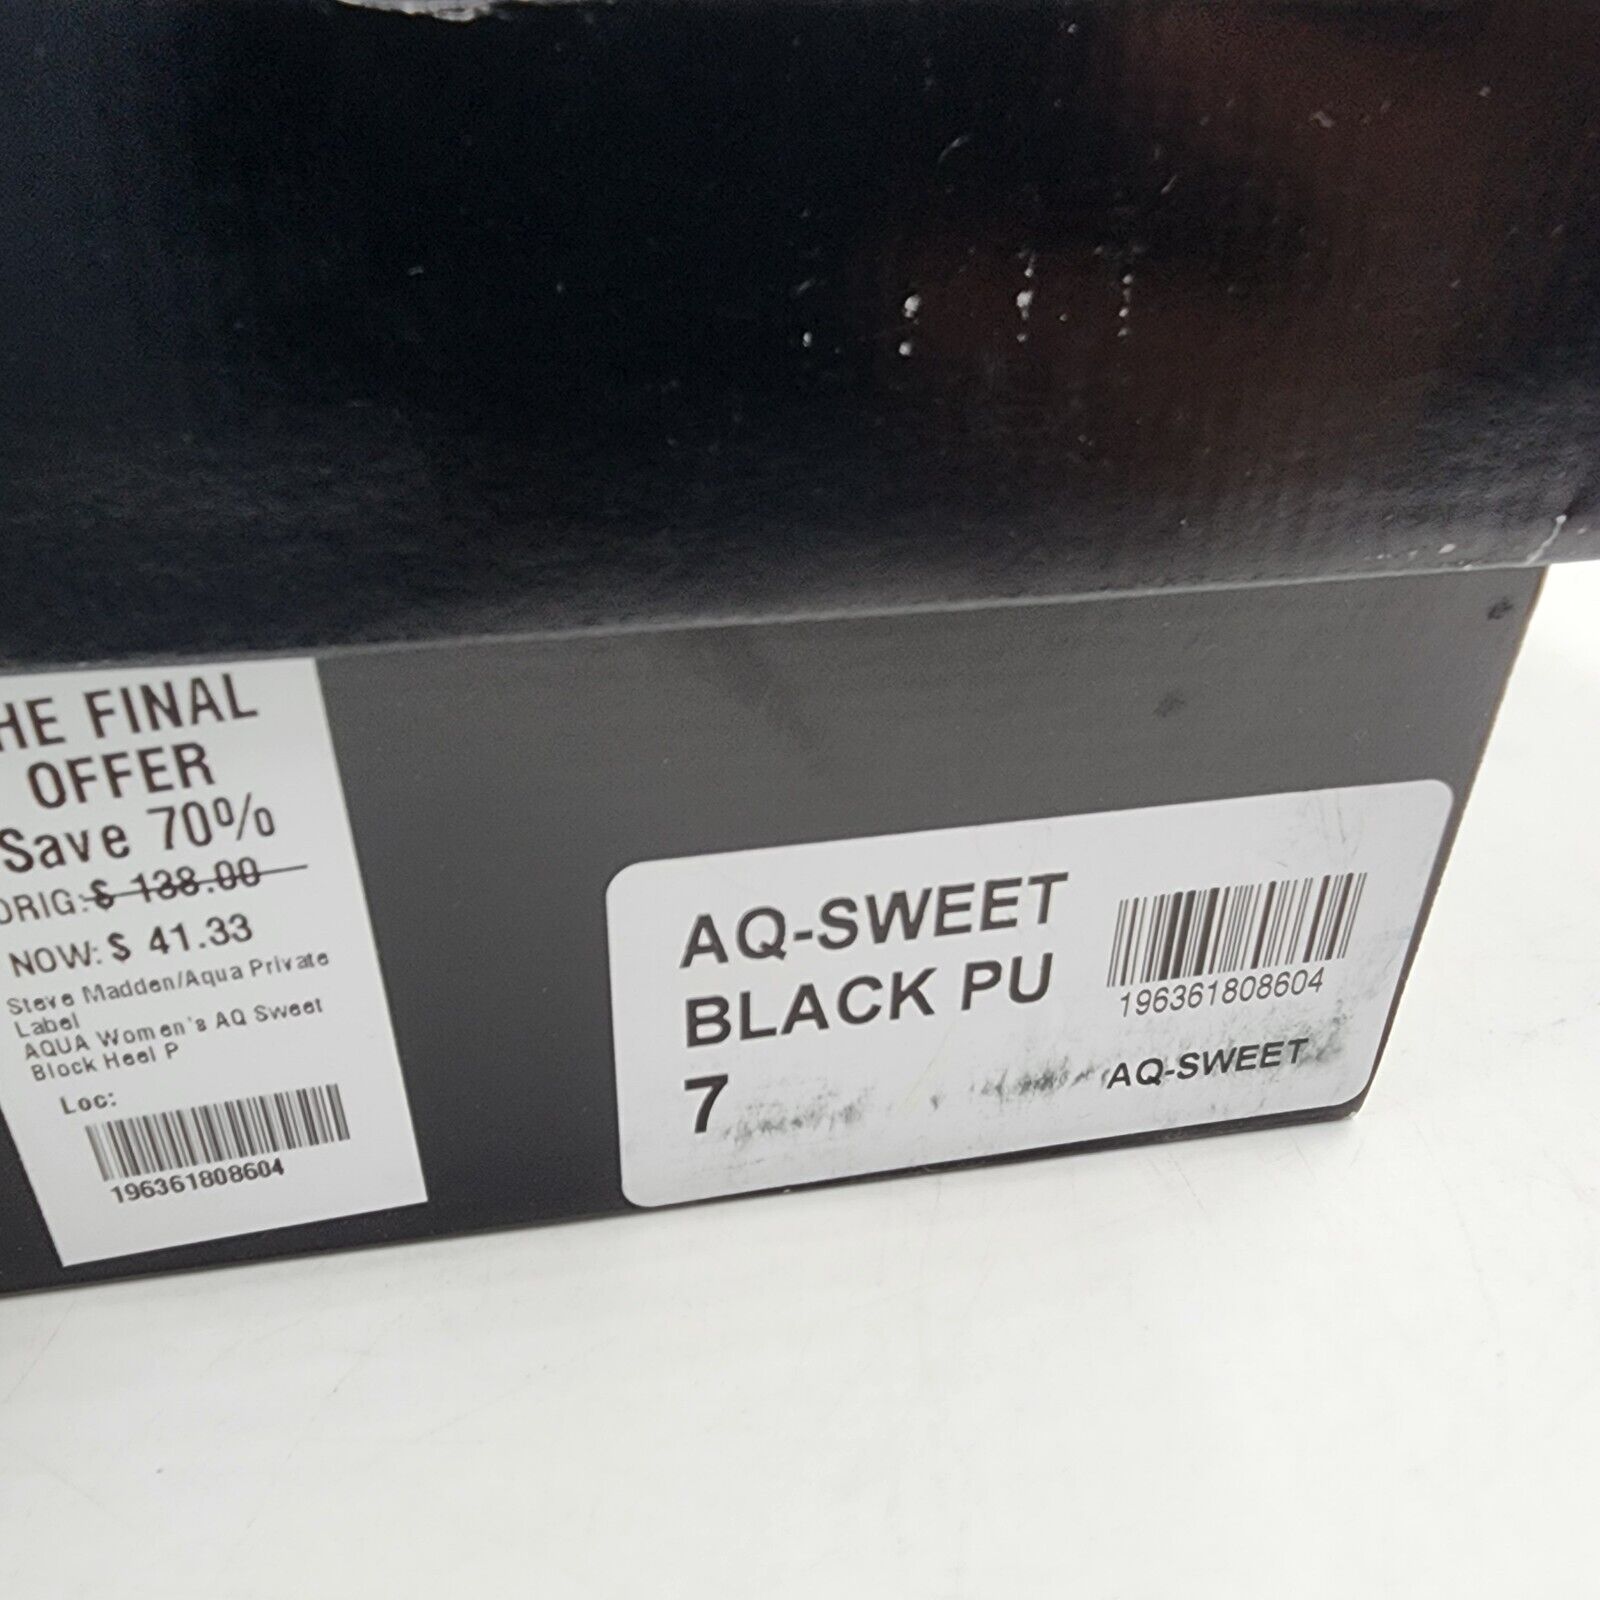 HE FINAL
OFFER
Save 70%
ORIG:$ 138.00
NOW: $ 41.33
Steve Madden/Aqua Private
Label
AQUA Women's AQ Sweet
Block Heel P
Loc:
196361808604
AQ-SWEET
BLACK PU
7
196361808604
AQ-SWEET